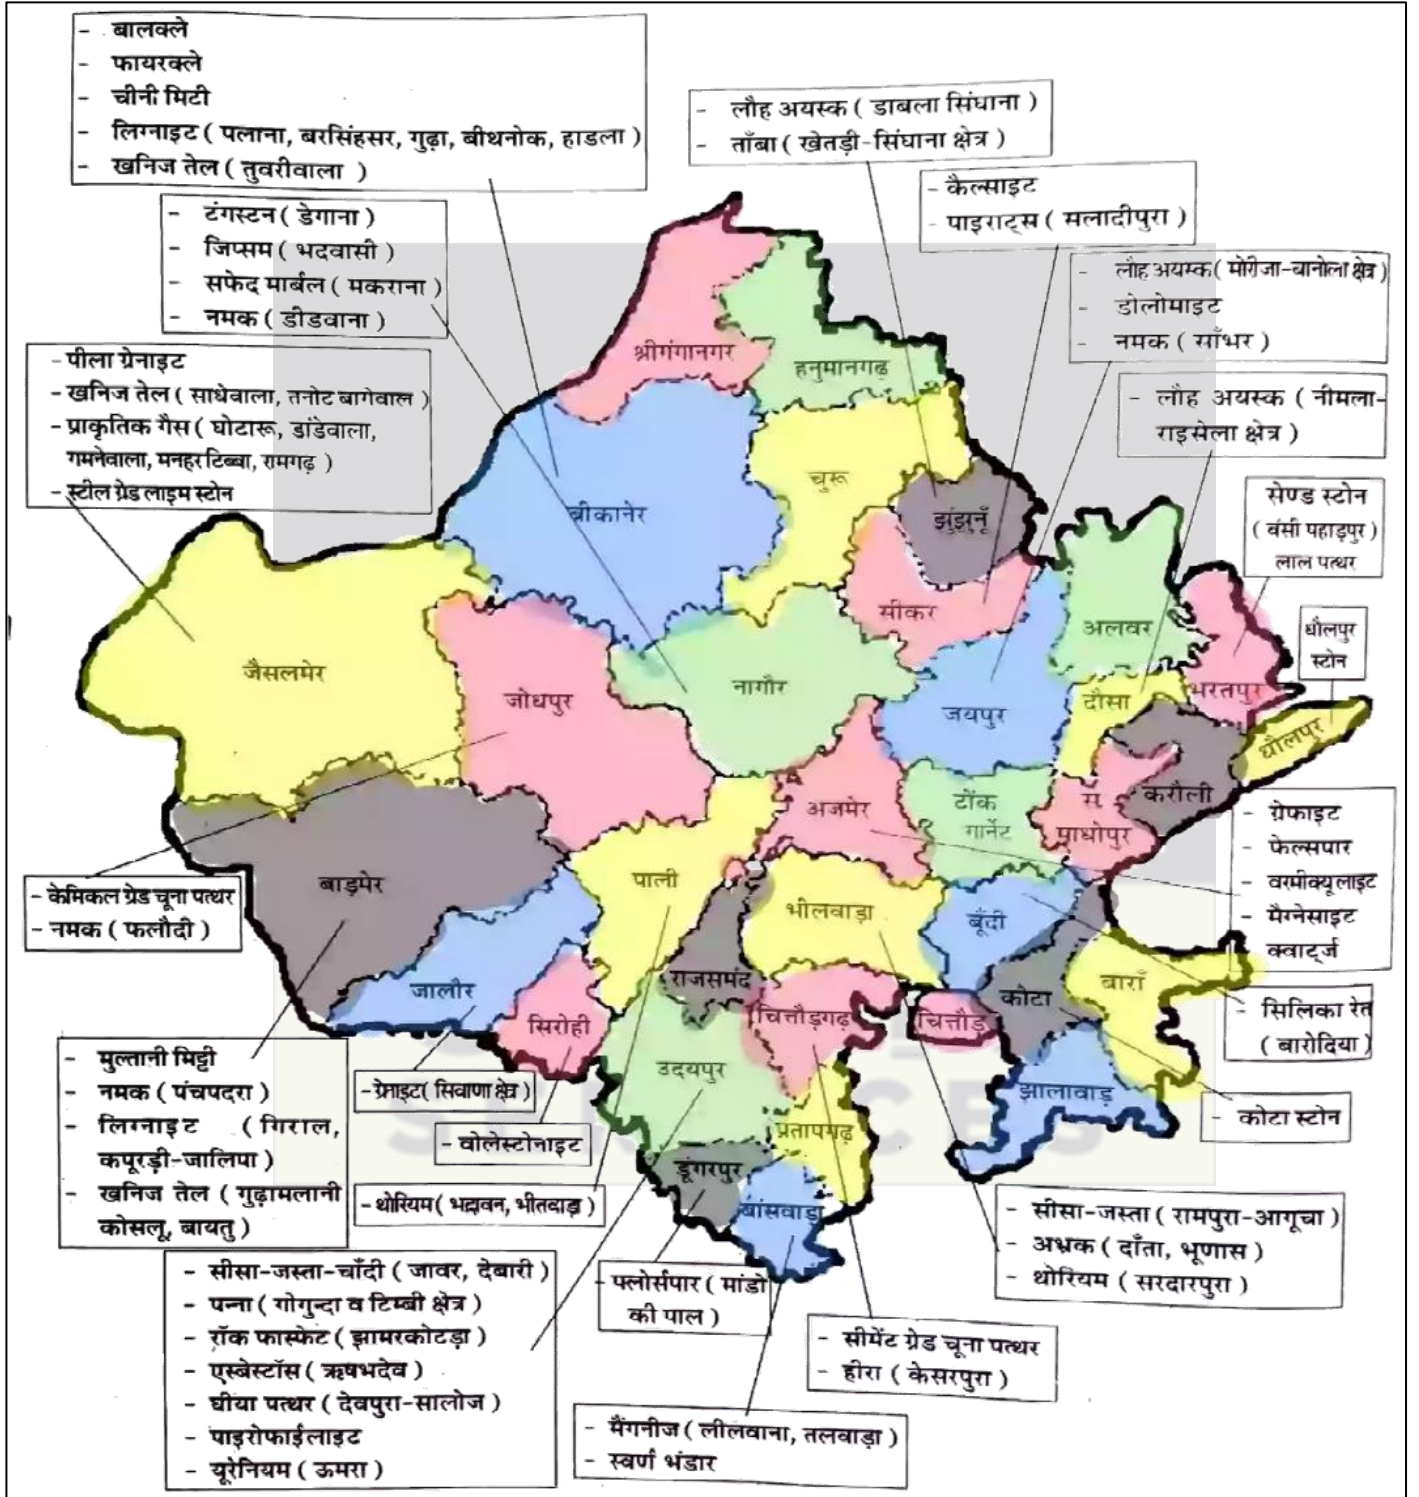 - बालक्ले
- फायरक्ले
- चीनी मिटी
- लिग्नाइट ( पलाना, बरसिंहसर, गुढ़ा, बीथनोक, हाडला )
- खनिज तेल ( तुवरीवाला )
- लौह अयस्क ( डाबला सिंघाना )
- ताँबा ( खेतड़ी-सिंघाना क्षेत्र )
- कैल्साइट
- पाइराट्स ( सलादीपुरा )
- टंगस्टन ( डेगाना )
- जिप्सम ( भदवासी )
- सफेद मार्बल ( मकराना )
- नमक ( डीडवाना )
- लौह अयस्क ( मोरीजा-बानोला क्षेत्र )
- डोलोमाइट
- नमक ( साँभर )
- पीला ग्रेनाइट
- खनिज तेल ( साधेवाला, तनोट बागेवाल )
- प्राकृतिक गैस ( घोटारू, डांडेवाला,
गमनेवाला, मनहर टिब्बा, रामगढ़ )
- स्टील ग्रेड लाइम स्टोन
- लौह अयस्क ( नीमला-
राइसेला क्षेत्र )
सेण्ड स्टोन
( बंसी पहाड़पुर )
लाल पत्थर
धौलपुर
स्टोन
श्रीगंगानगर
हनुमानगढ़
चुरू
बीकानेर
झुंझुनूँ
सीकर
अलवर
जैसलमेर
जोधपुर
नागौर
जयपुर
दौसा
भरतपुर
धौलपुर
अजमेर
टोंक
गार्नेट
स.
माधोपुर
करौली
बाड़मेर
पाली
भीलवाड़ा
बूँदी
जालौर
सिरोही
राजसमंद
चित्तौड़गढ़
चित्तौड़
कोटा
बाराँ
उदयपुर
झालावाड़
प्रतापगढ़
डूंगरपुर
बांसवाड़ा
- ग्रेफाइट
- फेल्सपार
- वरमीक्यूलाइट
- मैग्नेसाइट
- क्वार्ट्ज
- केमिकल ग्रेड चूना पत्थर
- नमक ( फलौदी )
- सिलिका रेत
( बारोदिया )
- कोटा स्टोन
- मुल्तानी मिट्टी
- नमक ( पंचपदरा )
- लिग्नाइट ( गिराल,
कपूरड़ी-जालिपा )
- खनिज तेल ( गुढ़ामलानी
कोसलू, बायतु )
- ग्रेनाइट ( सिवाणा क्षेत्र )
- वोलेस्टोनाइट
- थोरियम ( भद्रावन, भीतवाड़ा )
- सीसा-जस्ता ( रामपुरा-आगूचा )
- अभ्रक ( दाँता, भूणास )
- थोरियम ( सरदारपुरा )
- सीसा-जस्ता-चाँदी ( जावर, देबारी )
- पन्ना ( गोगुन्दा व टिम्बी क्षेत्र )
- रॉक फास्फेट ( झामरकोटड़ा )
- एस्बेस्टॉस ( ऋषभदेव )
- घीया पत्थर ( देवपुरा-सालोज )
- पाइरोफाईलाइट
- यूरेनियम ( ऊमरा )
- फ्लोर्सपार ( मांडो
की पाल )
- सीमेंट ग्रेड चूना पत्थर
- हीरा ( केसरपुरा )
- मैंगनीज ( लीलवाना, तलवाड़ा )
- स्वर्ण भंडार